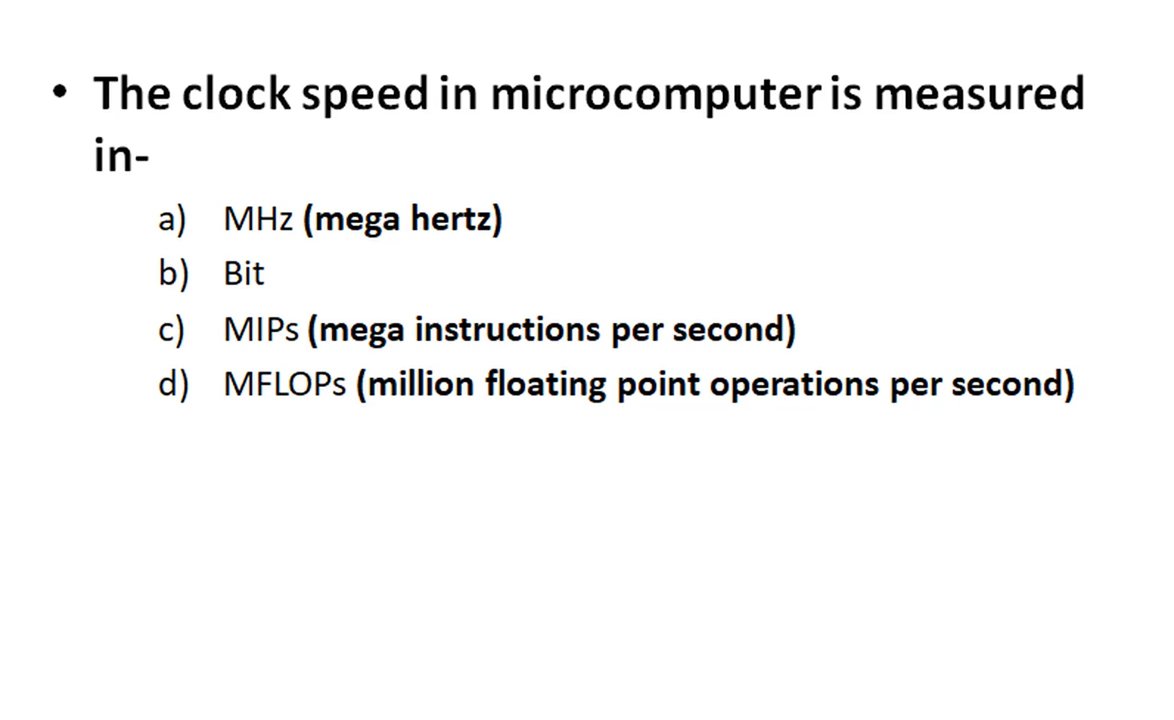 • The clock speed in microcomputer is measured
in-
a) MHz (mega hertz)
b) Bit
c) MIPs (mega instructions per second)
d) MFLOPs (million floating point operations per second)